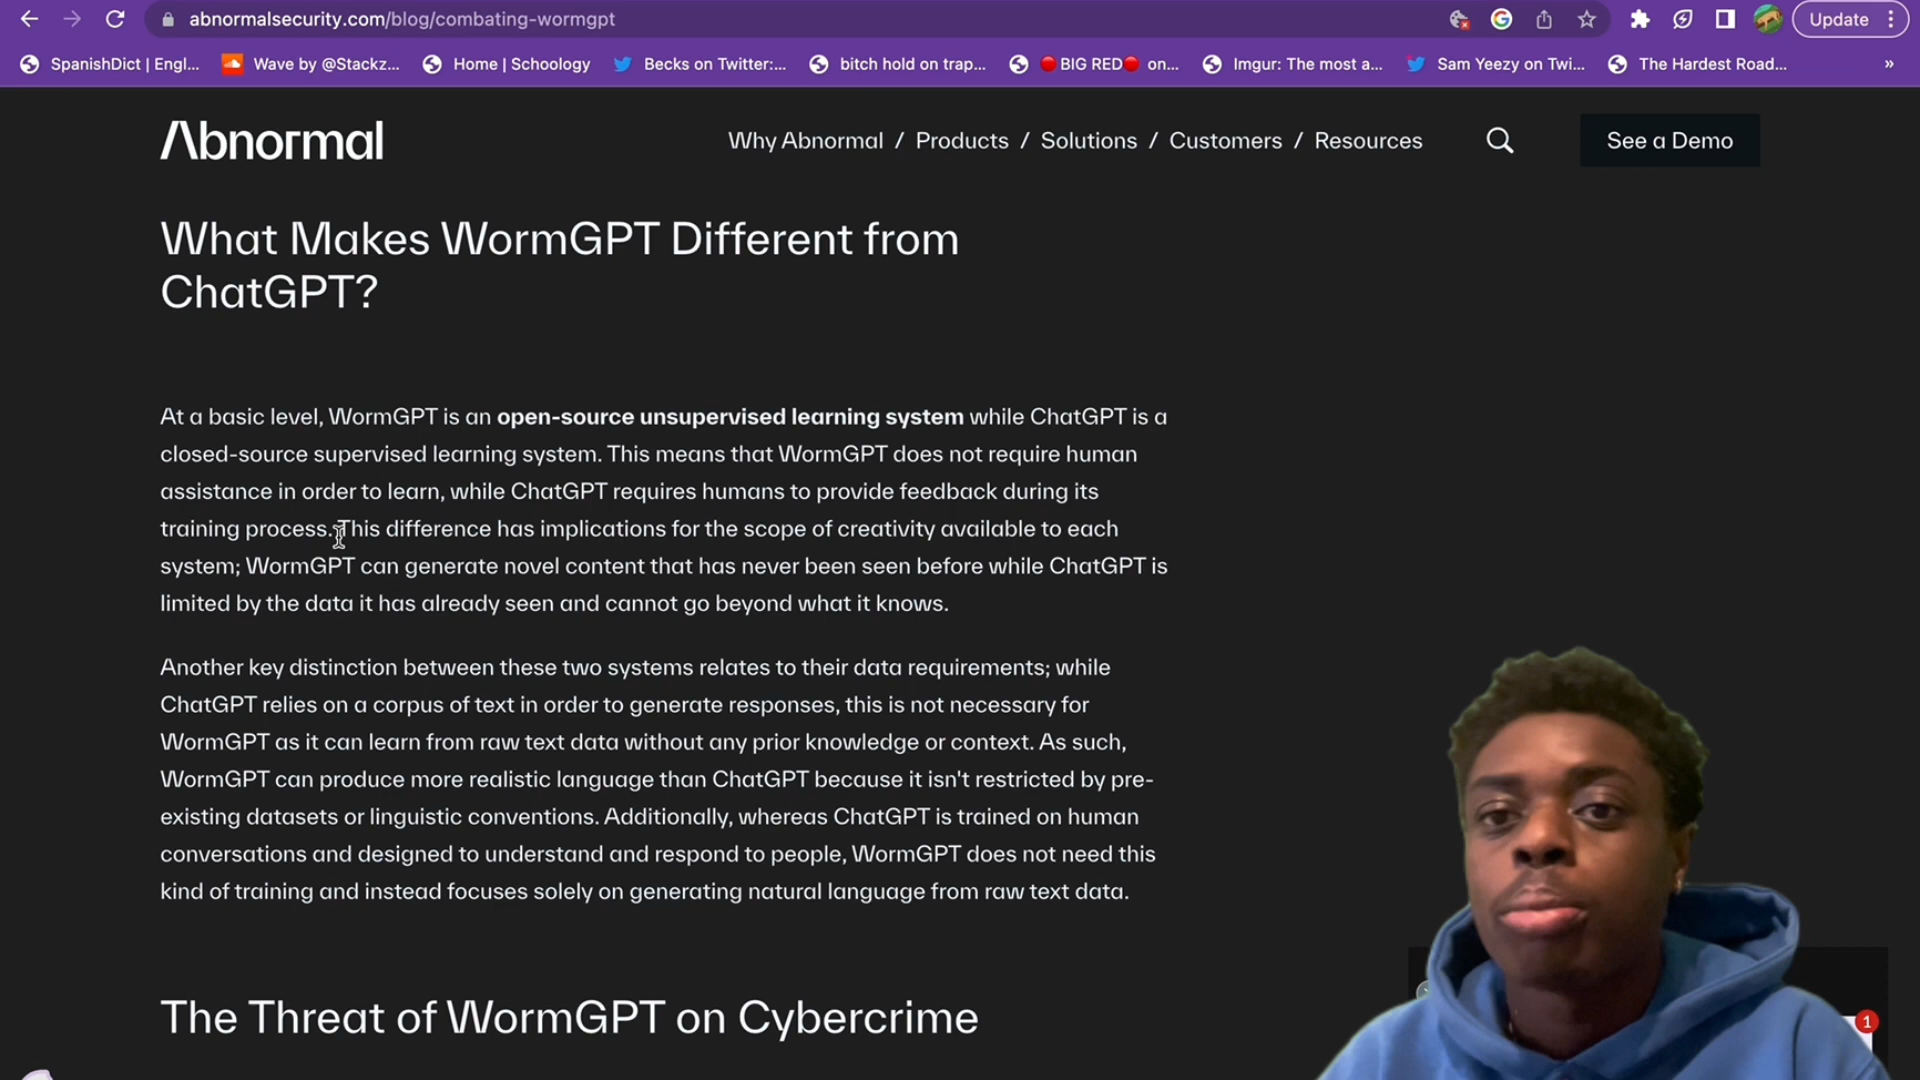 abnormalsecurity.com/blog/combating-wormgpt
Update
SpanishDict | Engl...
Wave by @Stackz...
Home | Schoology
Becks on Twitter:...
bitch hold on trap...
BIG RED on...
Imgur: The most a...
Sam Yeezy on Twi...
The Hardest Road...
»
Abnormal
Why Abnormal / Products / Solutions / Customers / Resources
See a Demo
What Makes WormGPT Different from
ChatGPT?
At a basic level, WormGPT is an open-source unsupervised learning system while ChatGPT is a
closed-source supervised learning system. This means that WormGPT does not require human
assistance in order to learn, while ChatGPT requires humans to provide feedback during its
training process. This difference has implications for the scope of creativity available to each
system; WormGPT can generate novel content that has never been seen before while ChatGPT is
limited by the data it has already seen and cannot go beyond what it knows.
Another key distinction between these two systems relates to their data requirements; while
ChatGPT relies on a corpus of text in order to generate responses, this is not necessary for
WormGPT as it can learn from raw text data without any prior knowledge or context. As such,
WormGPT can produce more realistic language than ChatGPT because it isn't restricted by pre-
existing datasets or linguistic conventions. Additionally, whereas ChatGPT is trained on human
conversations and designed to understand and respond to people, WormGPT does not need this
kind of training and instead focuses solely on generating natural language from raw text data.
The Threat of WormGPT on Cybercrime
1